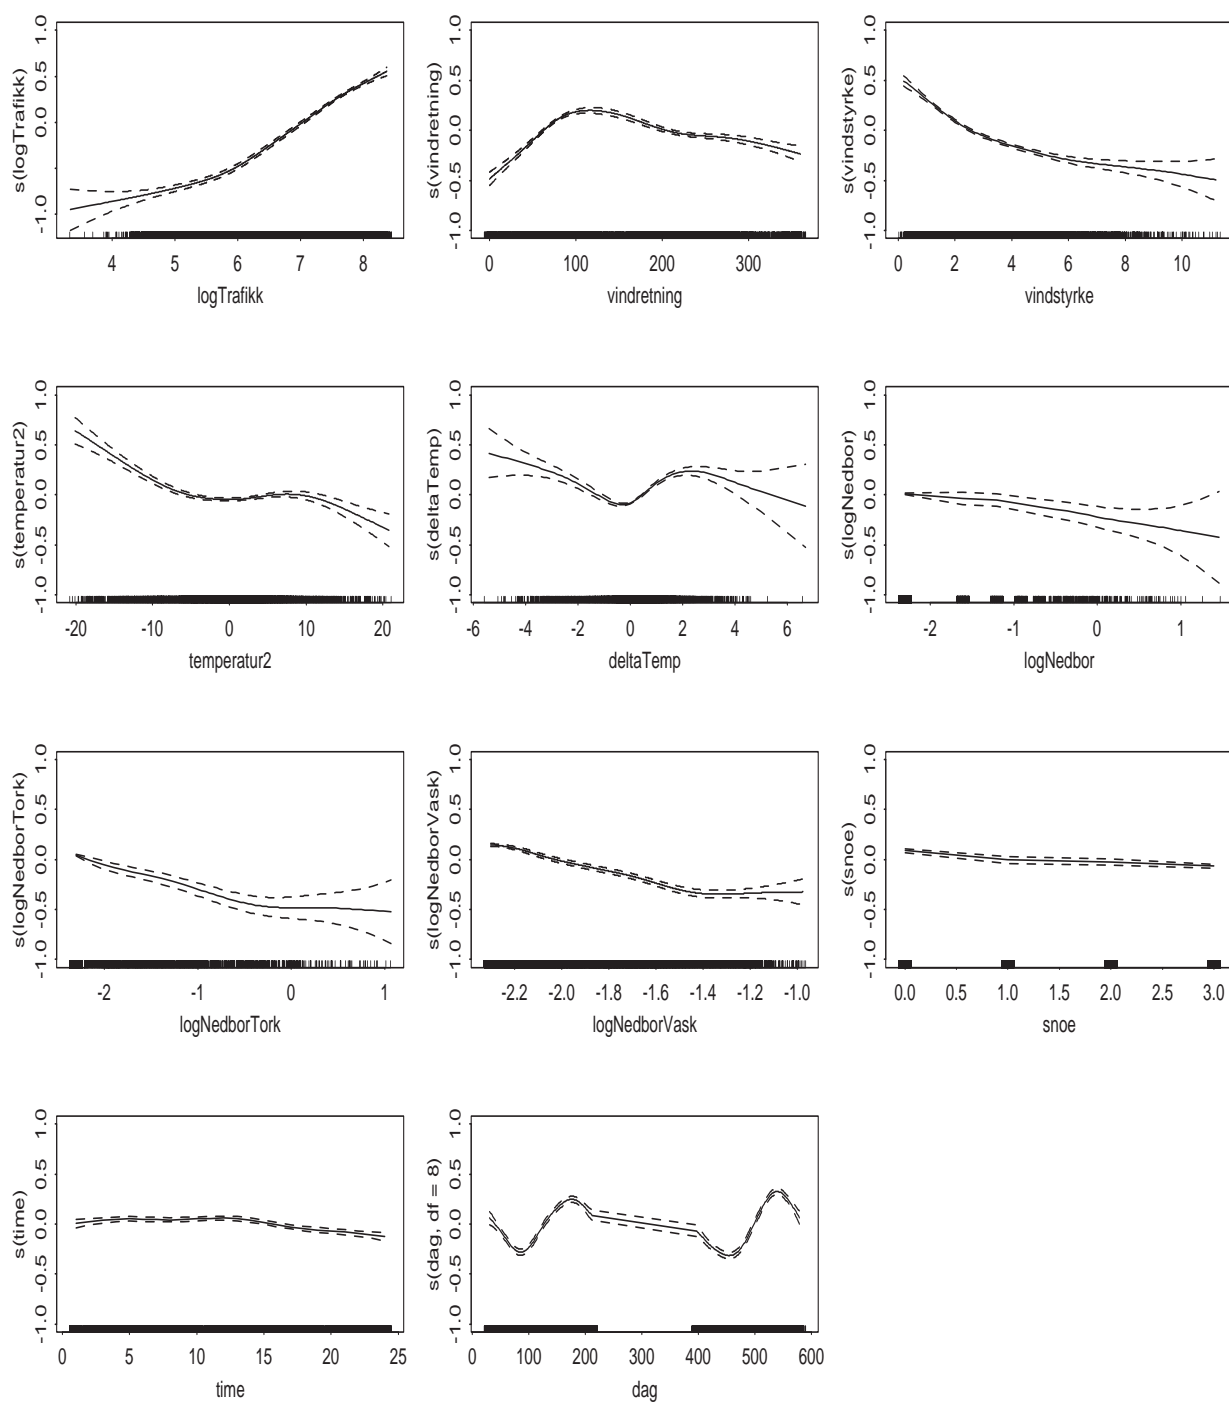 s(logTrafikk)
-1.0 0.0 0.5 1.0
4 5 6 7 8
logTrafikk
s(vindretning)
-1.0 -0.5 0.0 0.5 1.0
0 100 200 300
vindretning
s(vindstyrke)
-1.0 -0.5 0.0 0.5 1.0
0 2 4 6 8 10
vindstyrke
s(temperatur2)
-1.0 -0.5 0.0 0.5 1.0
-20 -10 0 10 20
temperatur2
s(deltaTemp)
-1.0 -0.5 0.0 0.5 1.0
-6 -4 -2 0 2 4 6
deltaTemp
s(logNedbor)
-1.0 -0.5 0.0 0.5 1.0
-2 -1 0 1
logNedbor
s(logNedborTork)
-1.0 -0.5 0.0 0.5 1.0
-2 -1 0 1
logNedborTork
s(logNedborVask)
-1.0 -0.5 0.0 0.5 1.0
-2.2 -2.0 -1.8 -1.6 -1.4 -1.2 -1.0
logNedborVask
s(snoe)
-1.0 -0.5 0.0 0.5 1.0
0.0 0.5 1.0 1.5 2.0 2.5 3.0
snoe
s(time)
-1.0 -0.5 0.0 0.5 1.0
0 5 10 15 20 25
time
s(dag, df = 8)
-1.0 -0.5 0.0 0.5 1.0
0 100 200 300 400 500 600
dag